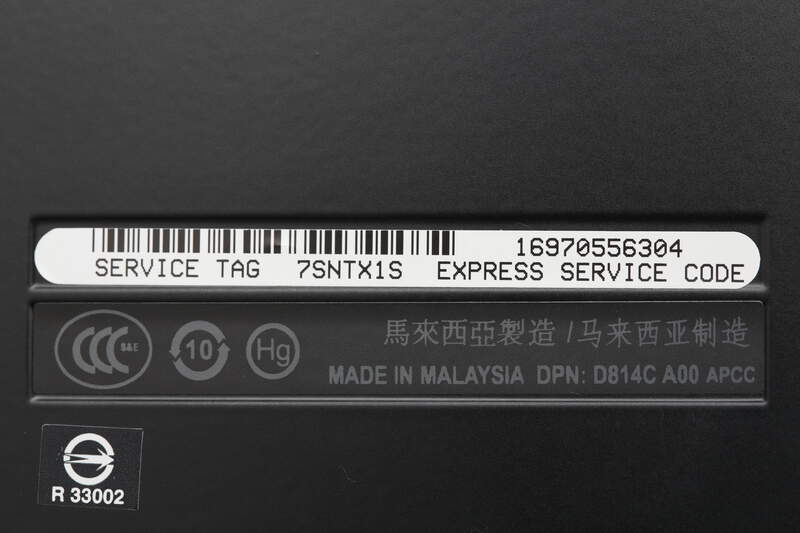 16970556304
SERVICE TAG 7SNTX1S EXPRESS SERVICE CODE
CCC S&E 10 Hg
馬來西亞製造 / 马来西亚制造
MADE IN MALAYSIA DPN: D814C A00 APCC
R 33002